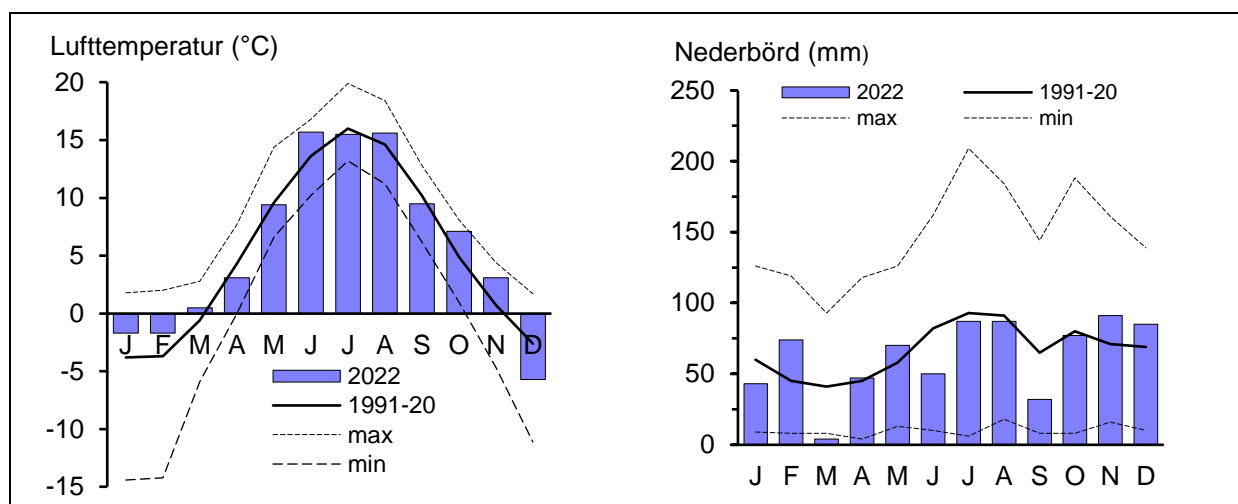 Lufttemperatur (°C)
20
15
10
5
0
-5
-10
-15
J F M A M J J A S O N D
2022
1991-20
max
min
Nederbörd (mm)
2022 1991-20
max min
250
200
150
100
50
0
J F M A M J J A S O N D